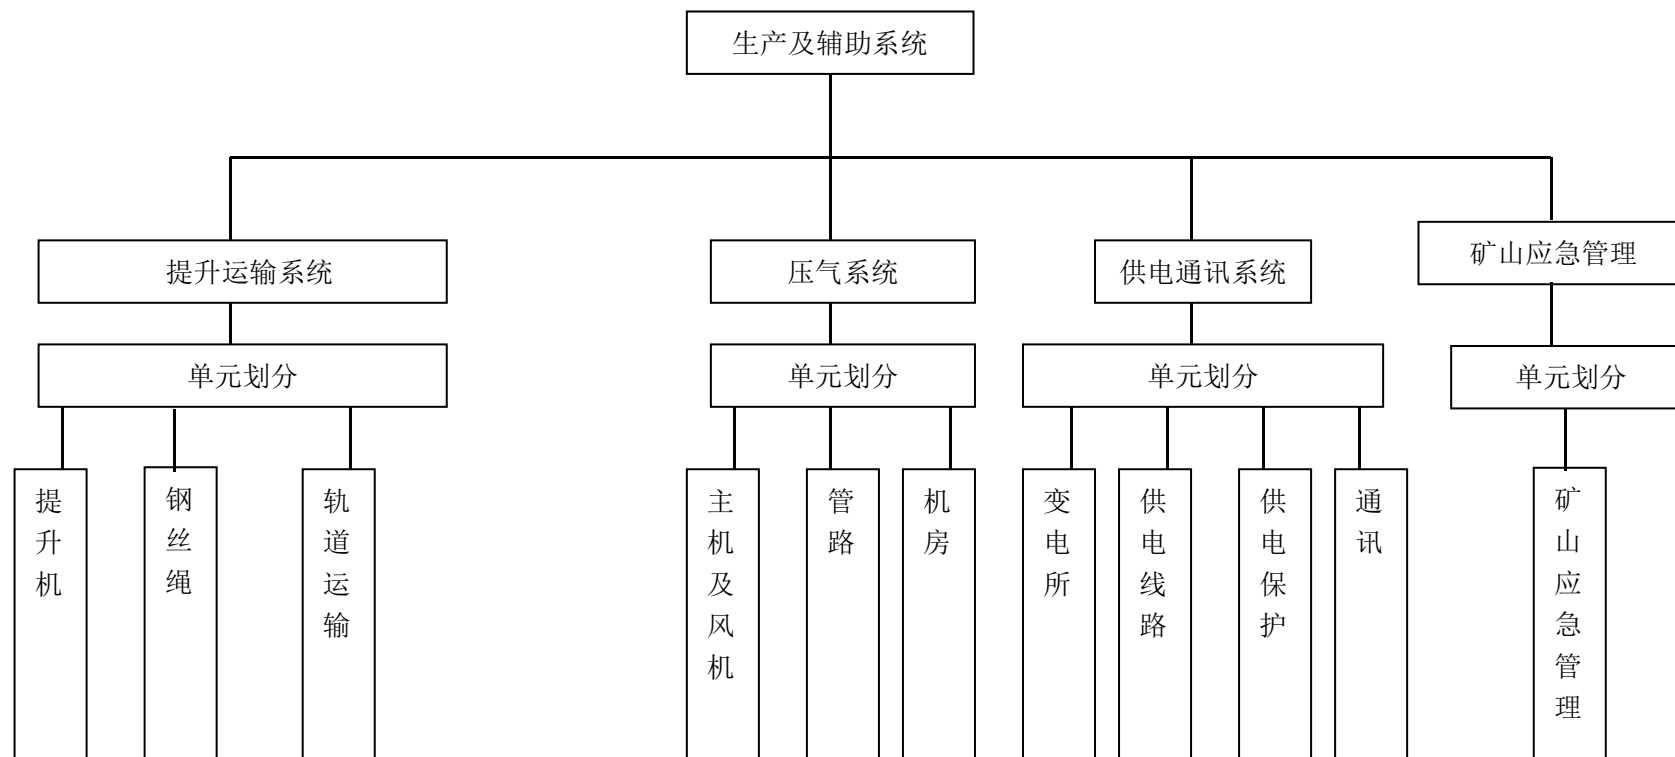 生产及辅助系统
提升运输系统
压气系统
供电通讯系统
矿山应急管理
单元划分
单元划分
单元划分
单元划分
提升机
钢丝绳
轨道运输
主机及风机
管路
机房
变电所
供电线路
供电保护
通讯
矿山应急管理